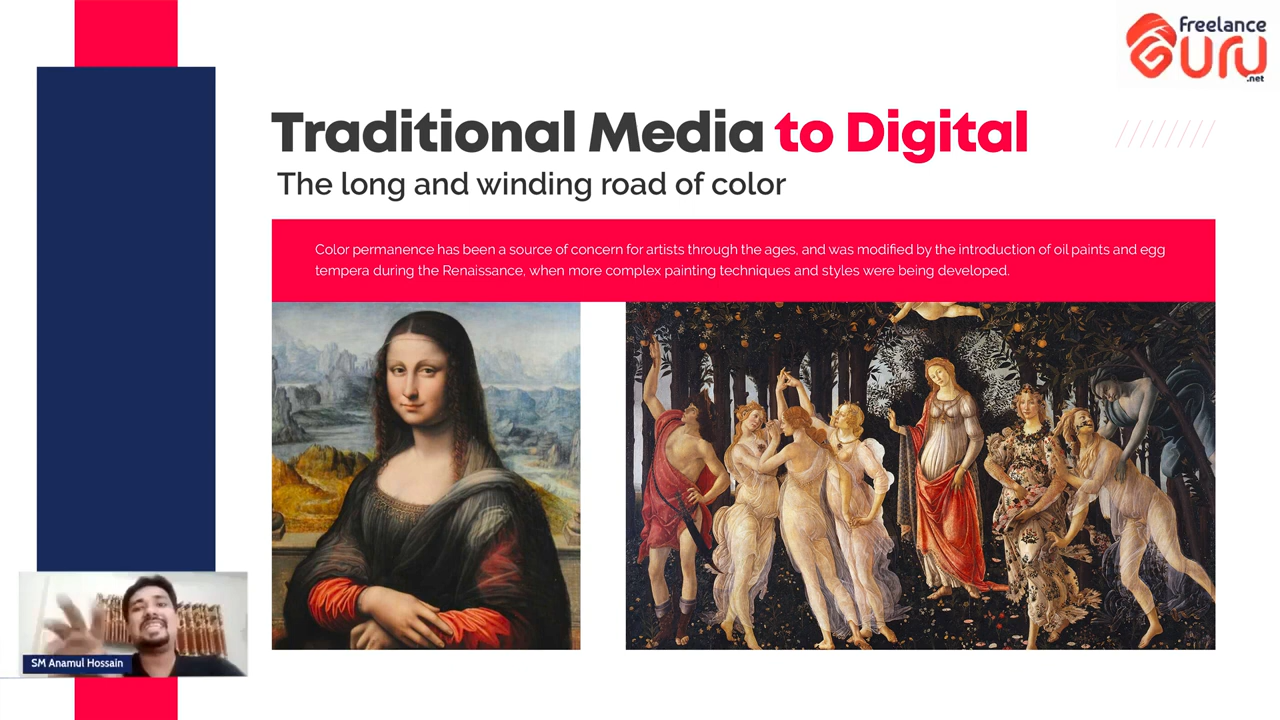 freelance
GURU
.net
Traditional Media to Digital
The long and winding road of color
Color permanence has been a source of concern for artists through the ages, and was modified by the introduction of oil paints and egg
tempera during the Renaissance, when more complex painting techniques and styles were being developed.
SM Anamul Hossain